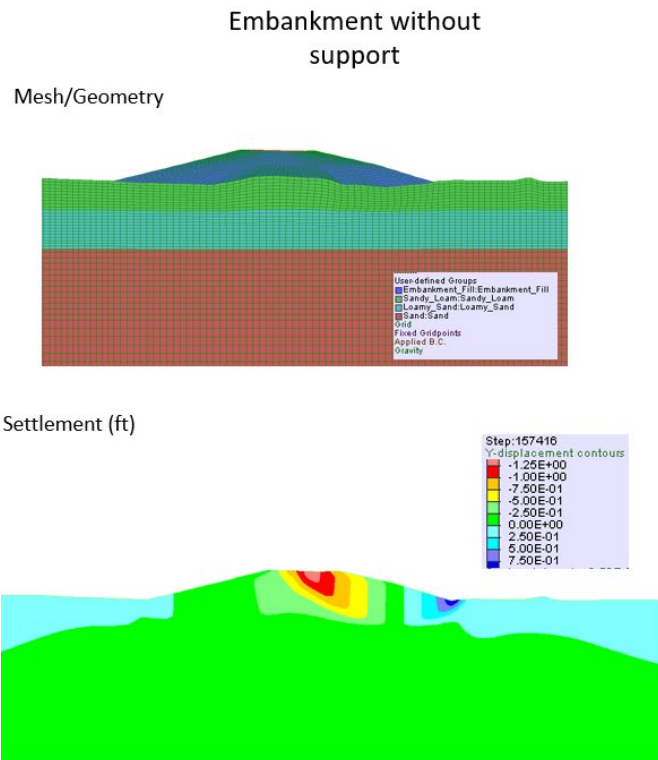 Embankment without
support
Mesh/Geometry
User-defined Groups
Embankment_Fill:Embankment_Fill
Sandy_Loam:Sandy_Loam
Loamy_Sand:Loamy_Sand
Sand:Sand
Grid
Fixed Gridpoints
Applied B.C.
Gravity
Settlement (ft)
Step:157416
Y-displacement contours
-1.25E+00
-1.00E+00
-7.50E-01
-5.00E-01
-2.50E-01
0.00E+00
2.50E-01
5.00E-01
7.50E-01